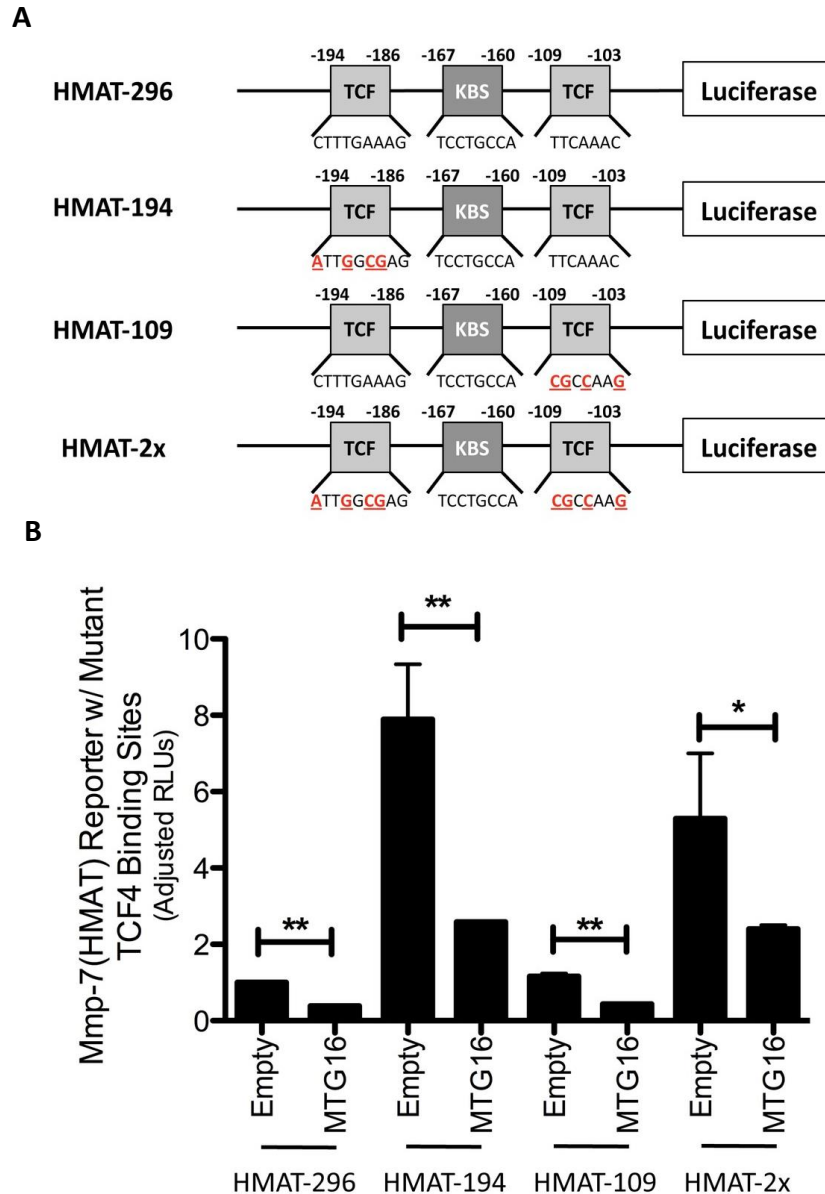 A
-194 -186 -167 -160 -109 -103
HMAT-296 TCF KBS TCF Luciferase
CTTTGAAAG TCCTGCCA TTCAAAC
-194 -186 -167 -160 -109 -103
HMAT-194 TCF KBS TCF Luciferase
ATTGGCGAG TCCTGCCA TTCAAAC
-194 -186 -167 -160 -109 -103
HMAT-109 TCF KBS TCF Luciferase
CTTTGAAAG TCCTGCCA CGCCAAG
-194 -186 -167 -160 -109 -103
HMAT-2x TCF KBS TCF Luciferase
ATTGGCGAG TCCTGCCA CGCCAAG
B
Mmp-7(HMAT) Reporter w/ Mutant
TCF4 Binding Sites
(Adjusted RLUs)
10
8
6
4
2
0
** ** ** *
Empty MTG16 Empty MTG16 Empty MTG16 Empty MTG16
HMAT-296 HMAT-194 HMAT-109 HMAT-2x